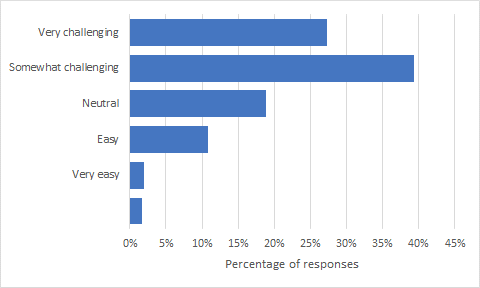 Very challenging
Somewhat challenging
Neutral
Easy
Very easy
0% 5% 10% 15% 20% 25% 30% 35% 40% 45%
Percentage of responses